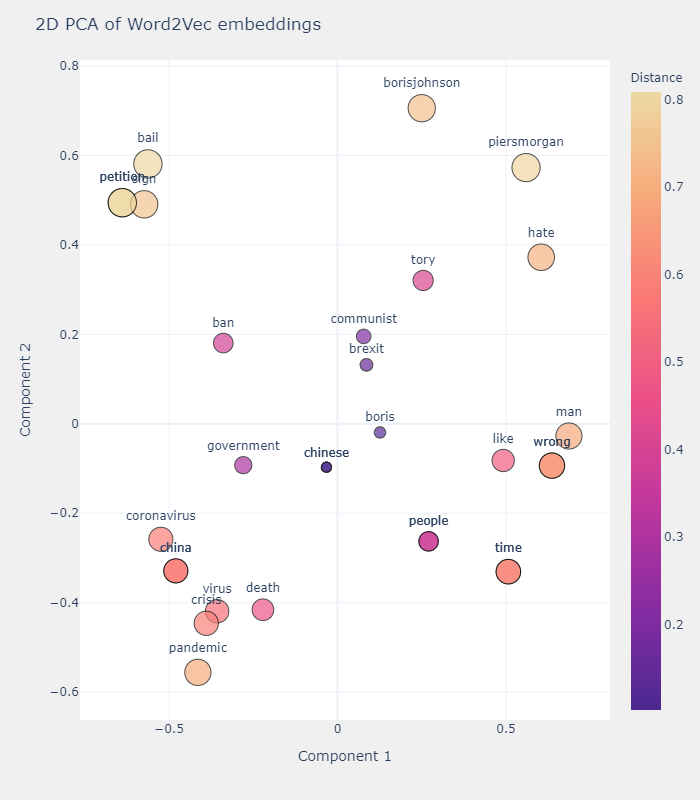 2D PCA of Word2Vec embeddings
Distance
0.8
0.7
0.6
0.5
0.4
0.3
0.2
0.8
0.6
0.4
0.2
0
−0.2
−0.4
−0.6
−0.5
0
0.5
Component 1
Component 2
borisjohnson
piersmorgan
bail
petition
sign
hate
tory
communist
ban
brexit
boris
man
like
wrong
government
chinese
coronavirus
people
china
time
virus
death
crisis
pandemic